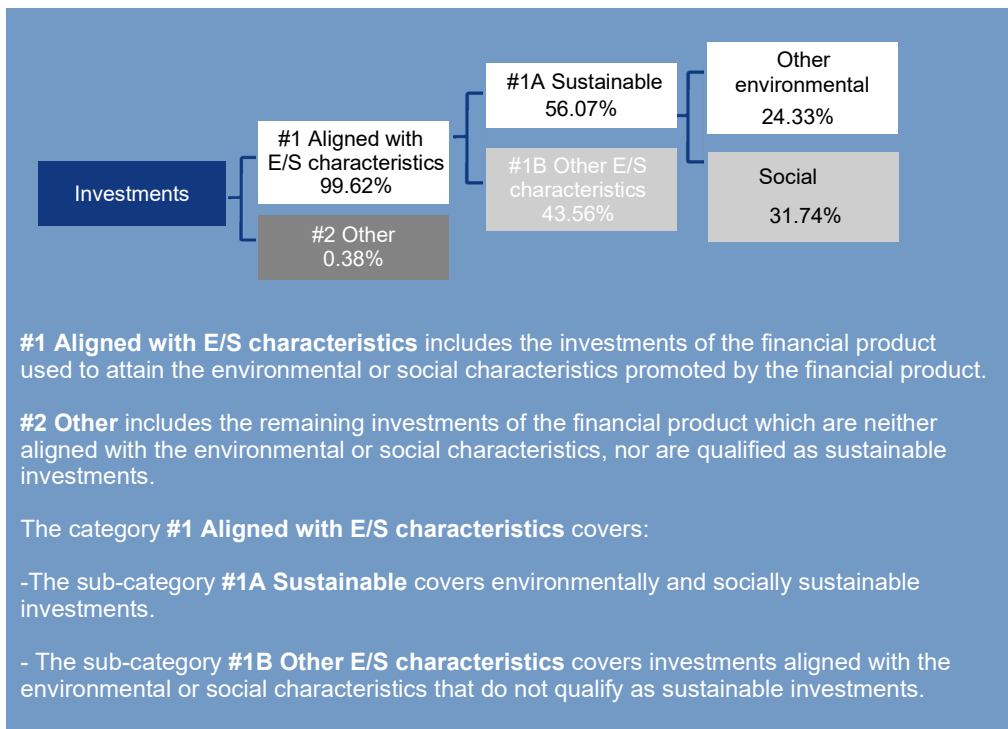 Investments
#1 Aligned with
E/S characteristics
99.62%
#2 Other
0.38%
#1A Sustainable
56.07%
#1B Other E/S
characteristics
43.56%
Other
environmental
24.33%
Social
31.74%
#1 Aligned with E/S characteristics includes the investments of the financial product
used to attain the environmental or social characteristics promoted by the financial product.
#2 Other includes the remaining investments of the financial product which are neither
aligned with the environmental or social characteristics, nor are qualified as sustainable
investments.
The category #1 Aligned with E/S characteristics covers:
-The sub-category #1A Sustainable covers environmentally and socially sustainable
investments.
- The sub-category #1B Other E/S characteristics covers investments aligned with the
environmental or social characteristics that do not qualify as sustainable investments.